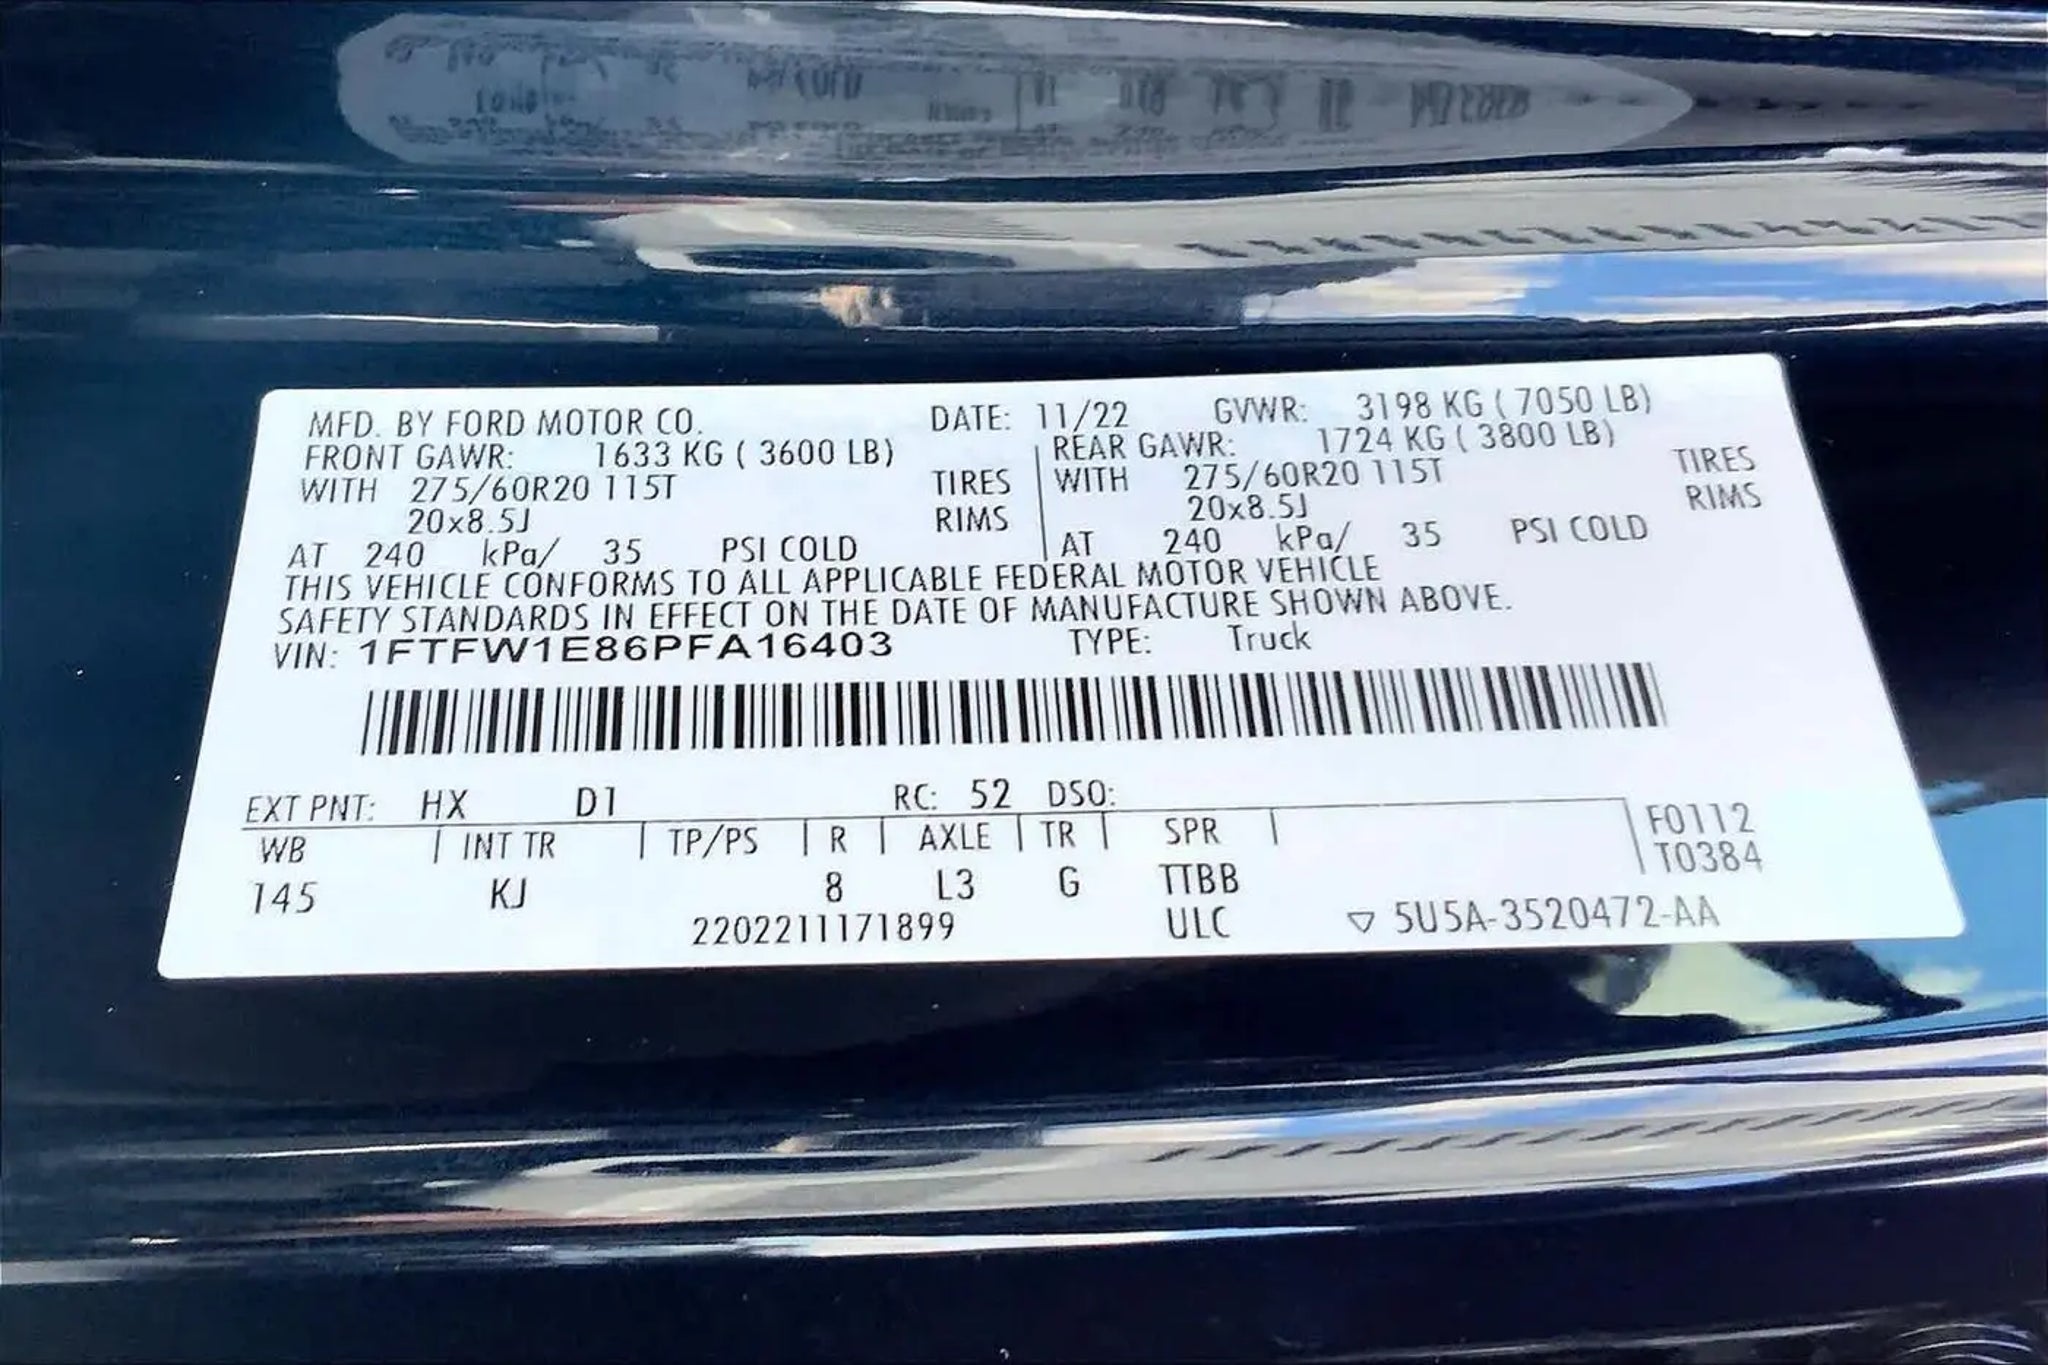 MFD. BY FORD MOTOR CO. DATE: 11/22 GVWR: 3198 KG ( 7050 LB)
FRONT GAWR: 1633 KG ( 3600 LB) REAR GAWR: 1724 KG ( 3800 LB)
WITH 275/60R20 115T TIRES WITH 275/60R20 115T TIRES
20x8.5J RIMS 20x8.5J RIMS
AT 240 kPa/ 35 PSI COLD AT 240 kPa/ 35 PSI COLD
THIS VEHICLE CONFORMS TO ALL APPLICABLE FEDERAL MOTOR VEHICLE
SAFETY STANDARDS IN EFFECT ON THE DATE OF MANUFACTURE SHOWN ABOVE.
VIN: 1FTFW1E86PFA16403 TYPE: Truck
EXT PNT: HX D1 RC: 52 DSO:
WB INT TR TP/PS R AXLE TR SPR F0112
T0384
145 KJ 8 L3 G TTBB
2202211171899 ULC ▽ 5U5A-3520472-AA